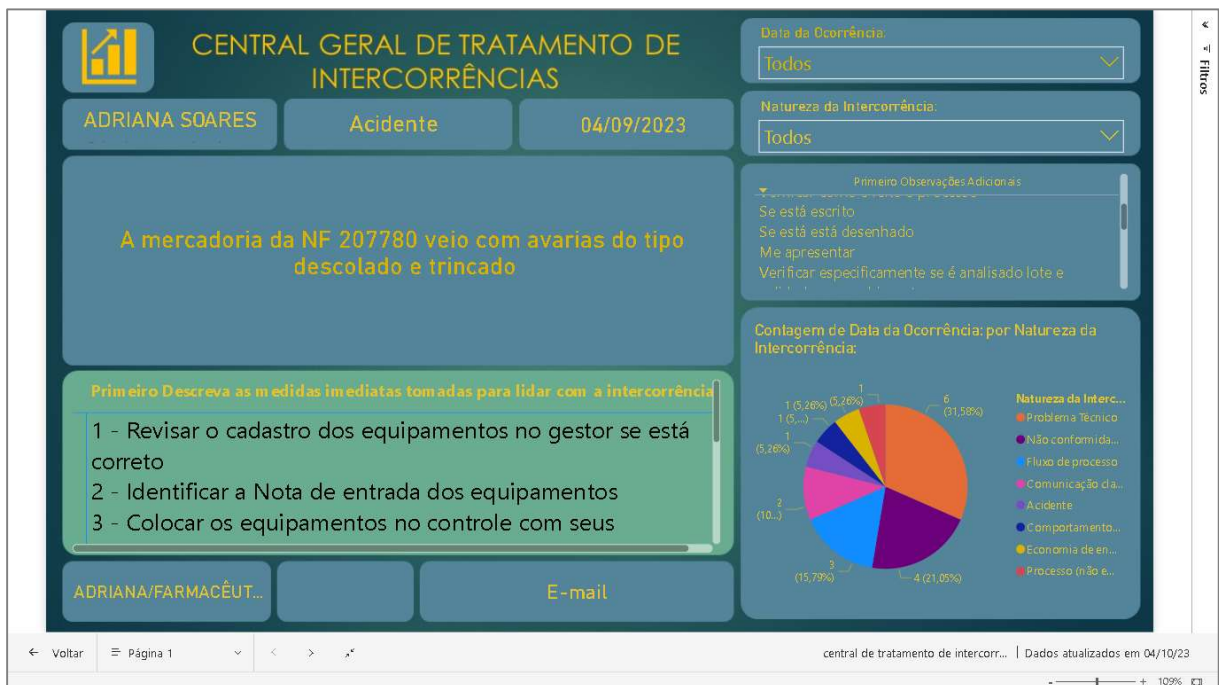 CENTRAL GERAL DE TRATAMENTO DE
INTERCORRÊNCIAS
Data da Ocorrência:
Todos
Natureza da Intercorrência:
Todos
Filtros
ADRIANA SOARES
Acidente
04/09/2023
A mercadoria da NF 207780 veio com avarias do tipo
descolado e trincado
Primeiro Observações Adicionais
Se está escrito
Se está está desenhado
Me apresentar
Verificar especificamente se é analisado lote e
Primeiro Descreva as medidas imediatas tomadas para lidar com a intercorrência
1 - Revisar o cadastro dos equipamentos no gestor se está
correto
2 - Identificar a Nota de entrada dos equipamentos
3 - Colocar os equipamentos no controle com seus
ADRIANA/FARMACÊUT...
E-mail
Contagem de Data da Ocorrência: por Natureza da
Intercorrência:
1
1 (5,26%) (5,26%)
1 (5,...)
1
(5,26%)
2
(10...)
3
(15,79%)
4 (21,05%)
6
(31,58%)
Natureza da Interc...
Problema Técnico
Não conformida...
Fluxo de processo
Comunicação cla...
Acidente
Comportamento...
Economia de en...
Processo (não e...
Voltar
Página 1
central de tratamento de intercorr... | Dados atualizados em 04/10/23
- + 109%